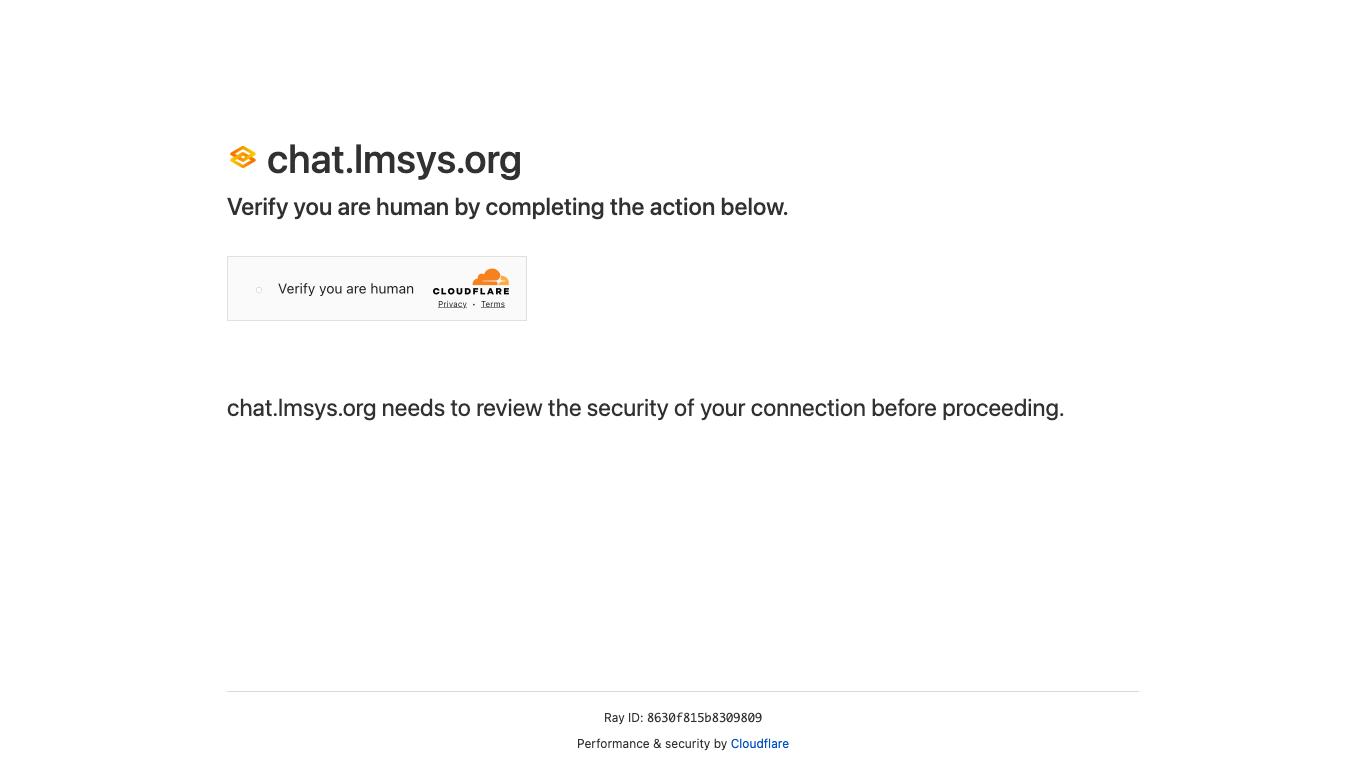 chat.lmsys.org
Verify you are human by completing the action below.
Verify you are human
CLOUDFLARE
Privacy • Terms
chat.lmsys.org needs to review the security of your connection before proceeding.
Ray ID: 8630f815b8309809
Performance & security by Cloudflare